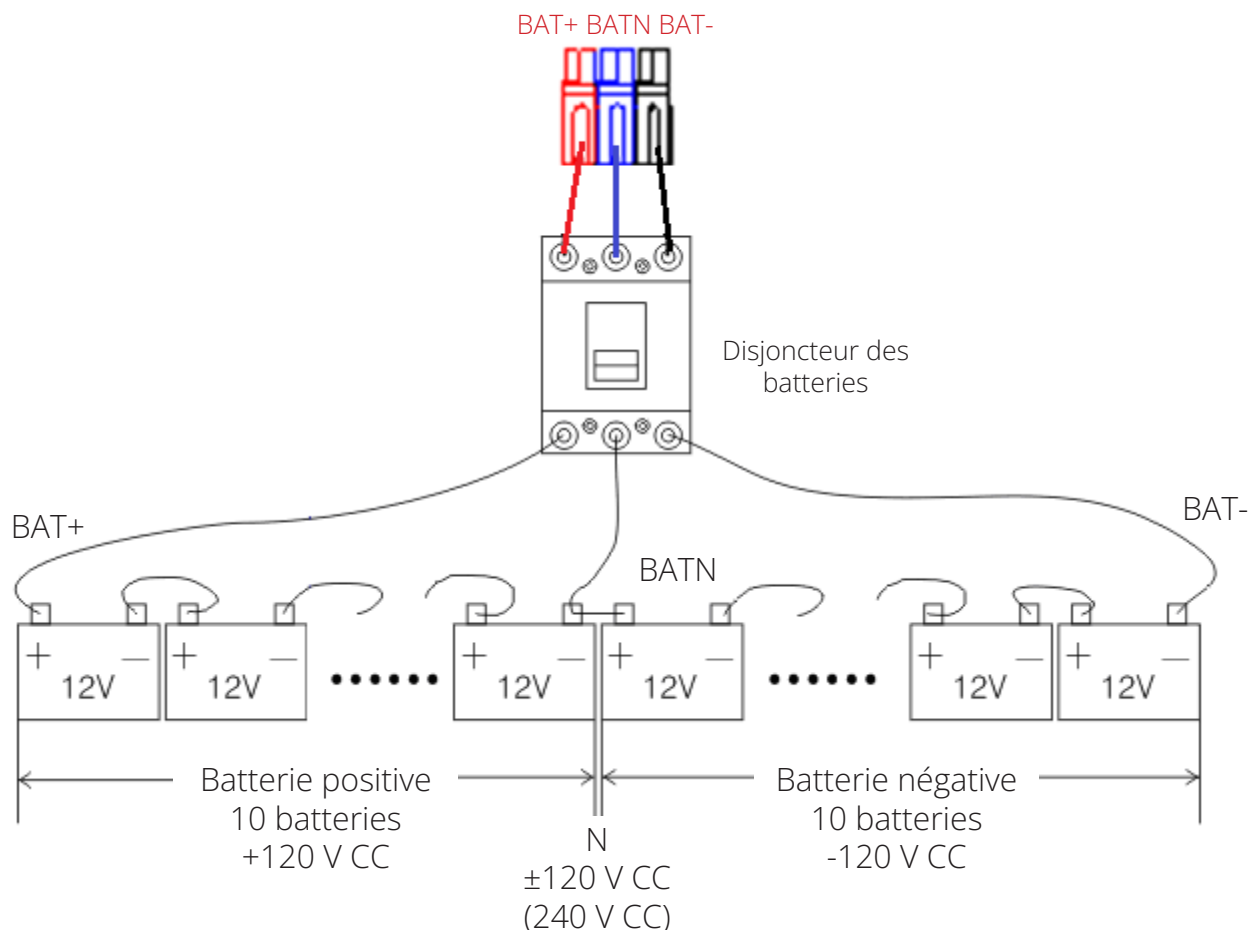 BAT+ BATN BAT-
Disjoncteur des
batteries
BAT+
BATN
BAT-
+ — + — + — + — + — + —
12V 12V 12V 12V 12V 12V
Batterie positive
10 batteries
+120 V CC
N
±120 V CC
(240 V CC)
Batterie négative
10 batteries
-120 V CC